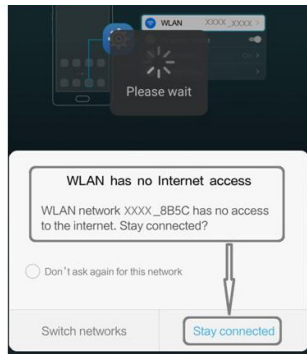 WLAN XXXX_XXXX >
Please wait
WLAN has no Internet access
WLAN network XXXX_8B5C has no access
to the internet. Stay connected?
Don't ask again for this network
Switch networks Stay connected